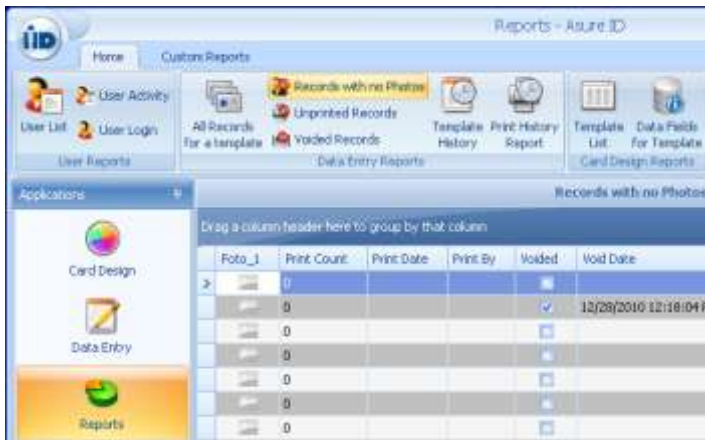 Reports - Asure ID
iiD
Home Custom Reports
User List
User Activity
User Login
User Reports
All Records for a template
Records with no Photos
Unprinted Records
Voided Records
Template History
Print History Report
Data Entry Reports
Template List
Data Fields for Template
Card Design Reports
Applications
Records with no Photos
Drag a column header here to group by that column
Foto_1 Print Count Print Date Print By Voided Void Date
0
0 12/28/2010 12:18:04
0
0
0
0
0
Card Design
Data Entry
Reports